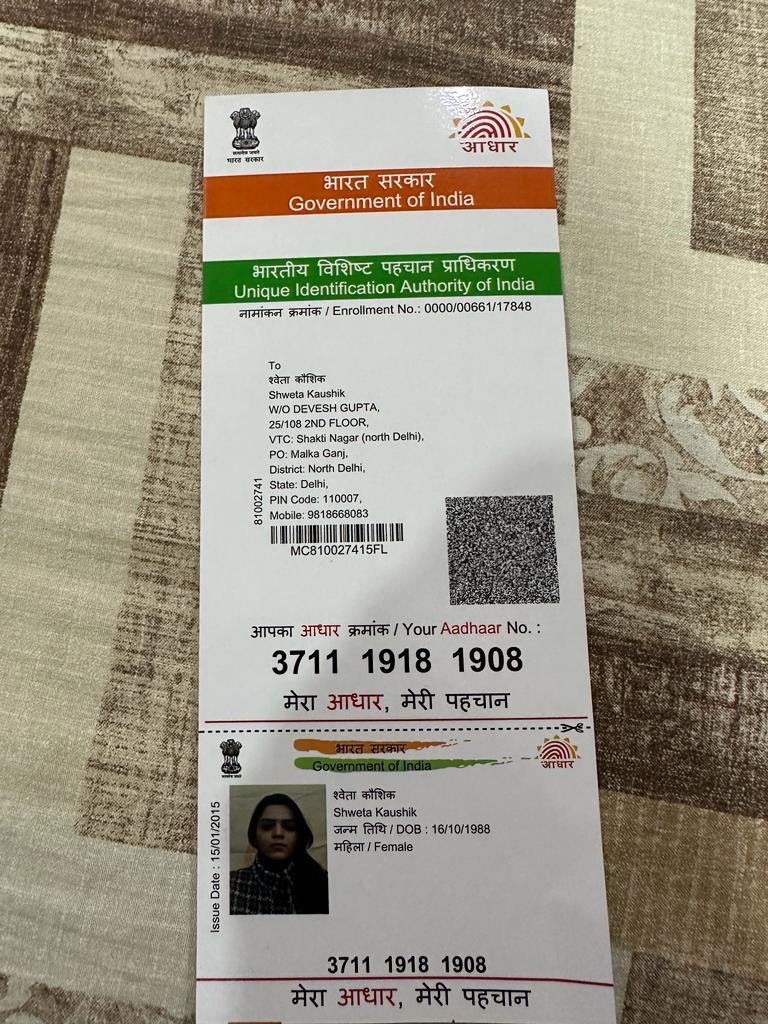 सत्यमेव जयते
भारत सरकार
आधार
भारत सरकार
Government of India
भारतीय विशिष्ट पहचान प्राधिकरण
Unique Identification Authority of India
नामांकन क्रमांक / Enrollment No.: 0000/00661/17848
To
श्वेता कौशिक
Shweta Kaushik
W/O DEVESH GUPTA,
25/108 2ND FLOOR,
VTC: Shakti Nagar (north Delhi),
PO: Malka Ganj,
District: North Delhi,
State: Delhi,
PIN Code: 110007,
Mobile: 9818668083
81002741
MC810027415FL
आपका आधार क्रमांक / Your Aadhaar No. :
3711 1918 1908
मेरा आधार, मेरी पहचान
भारत सरकार
Government of India
आधार
Issue Date : 15/01/2015
श्वेता कौशिक
Shweta Kaushik
जन्म तिथि / DOB : 16/10/1988
महिला / Female
3711 1918 1908
मेरा आधार, मेरी पहचान